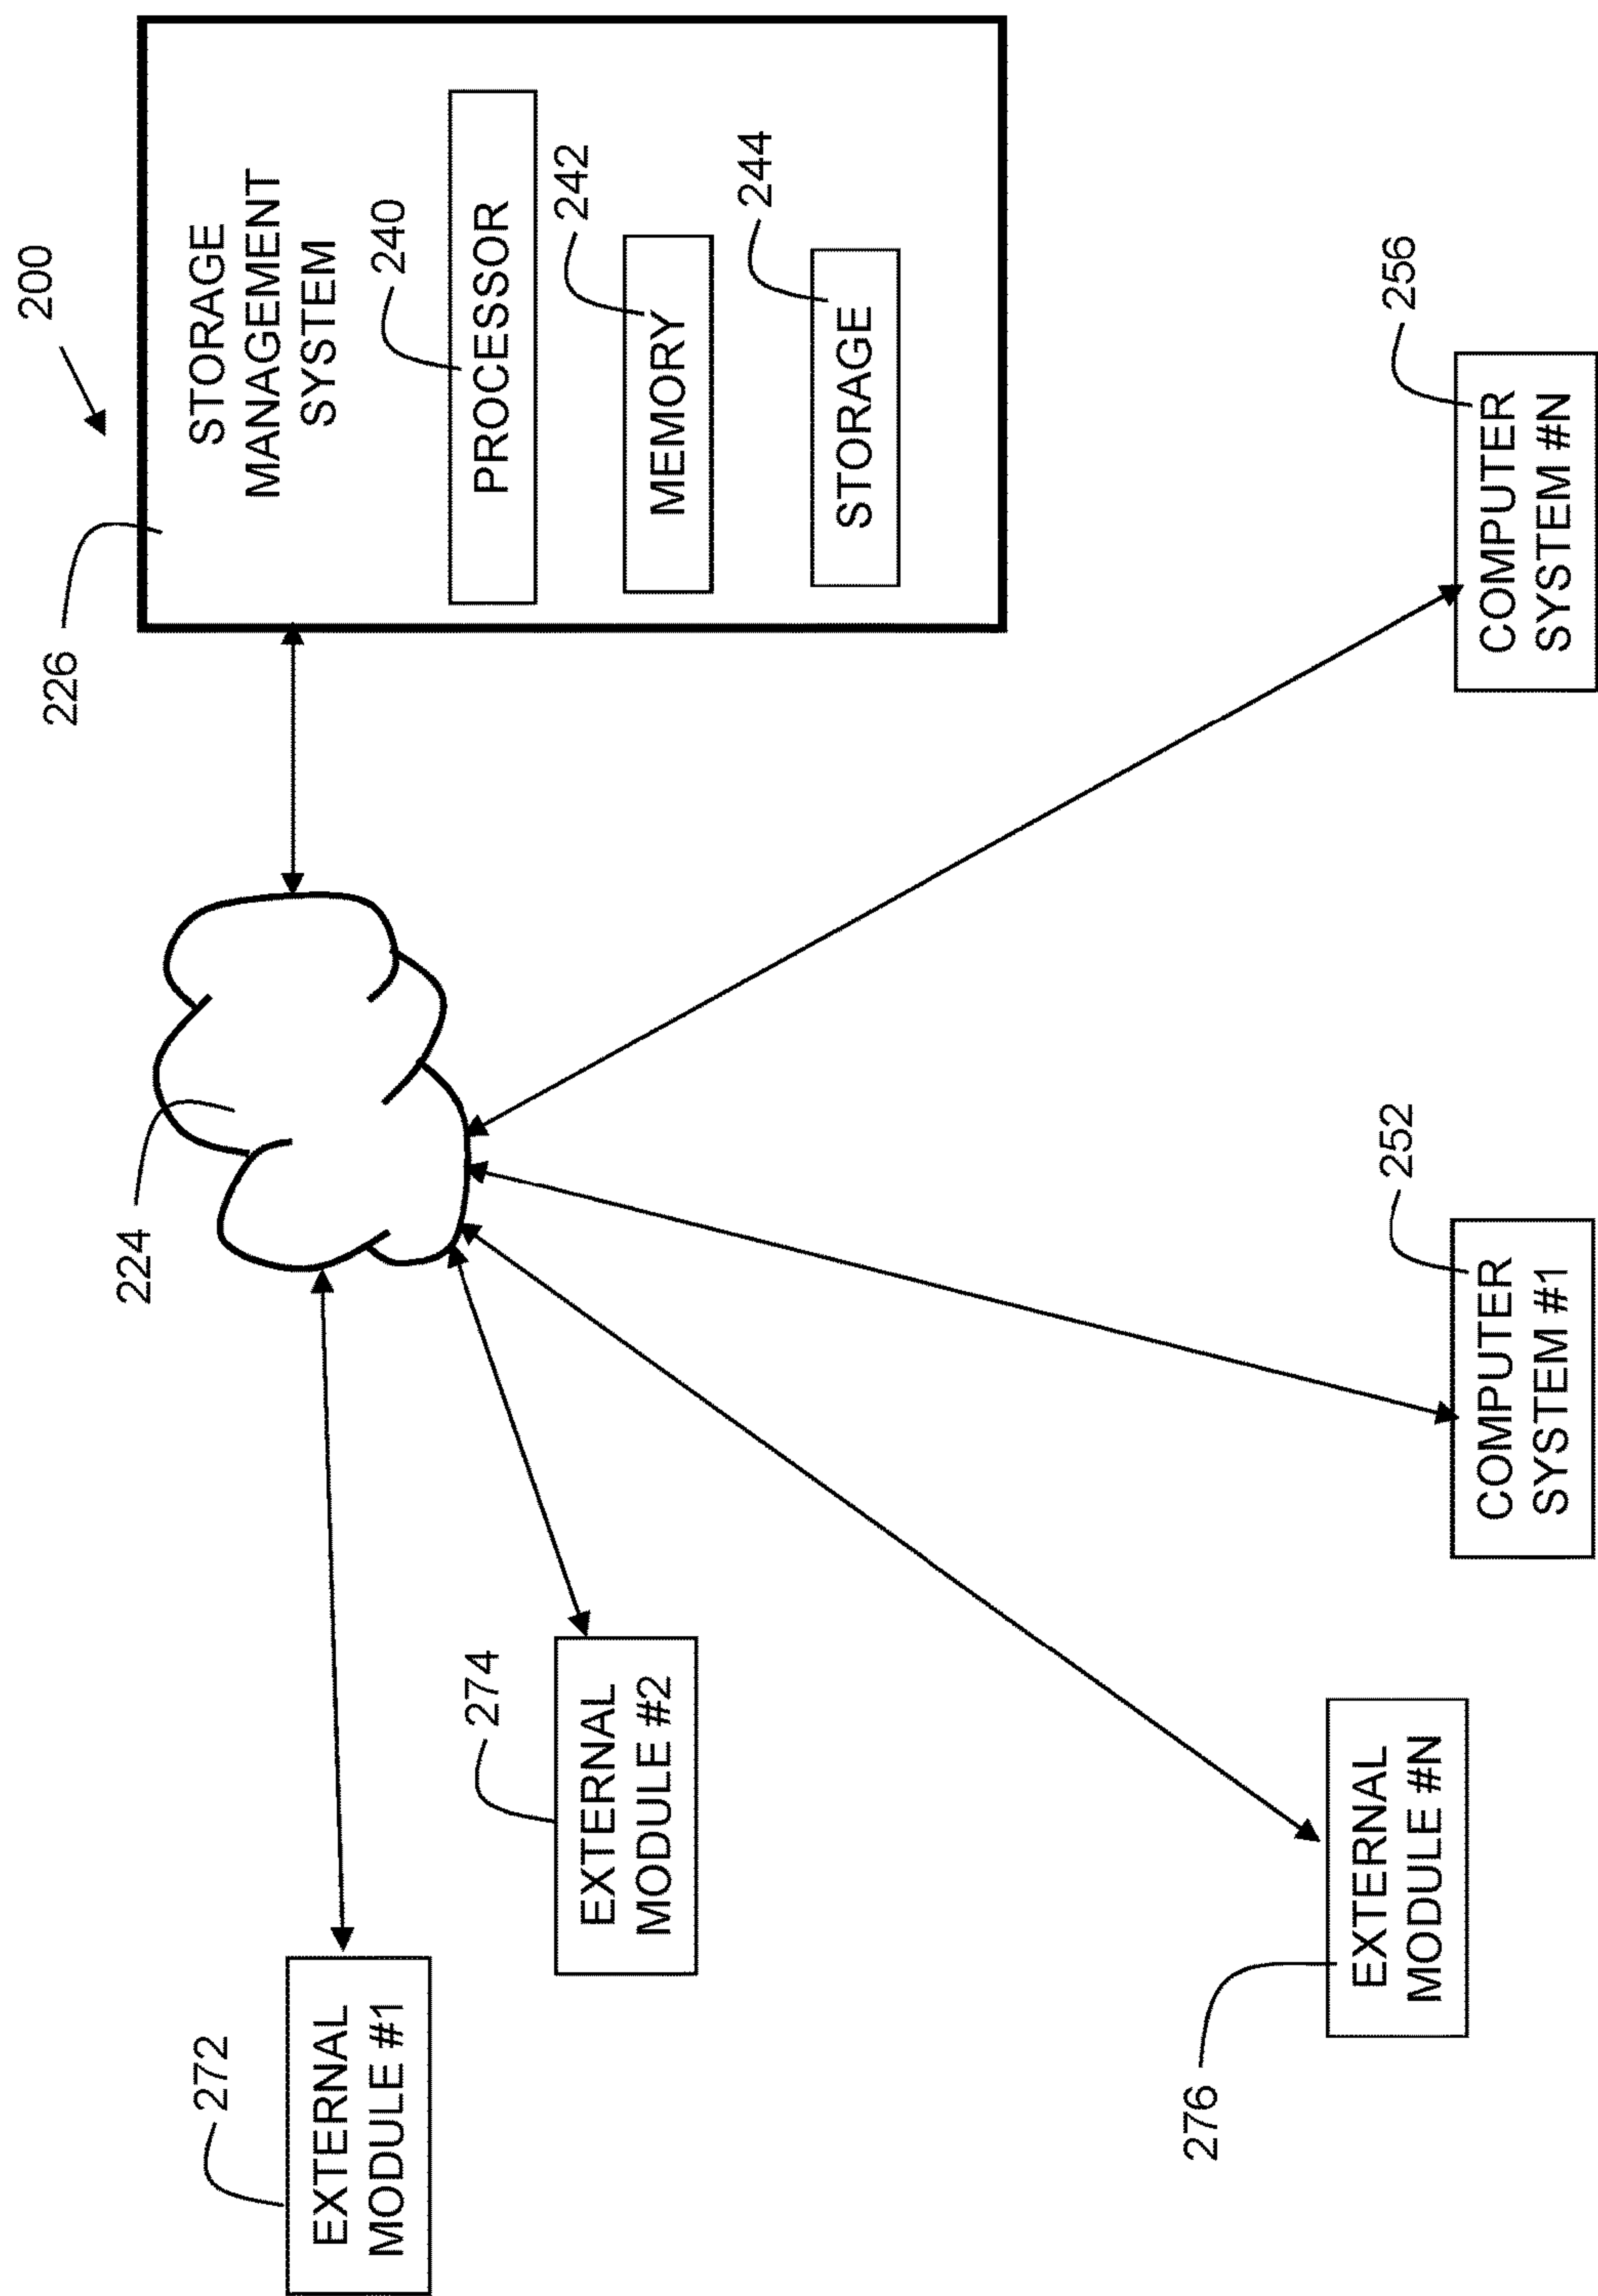 200
226
STORAGE
MANAGEMENT
SYSTEM
240
PROCESSOR
242
MEMORY
244
STORAGE
224
272
EXTERNAL
MODULE #1
274
EXTERNAL
MODULE #2
276
EXTERNAL
MODULE #N
252
COMPUTER
SYSTEM #1
256
COMPUTER
SYSTEM #N